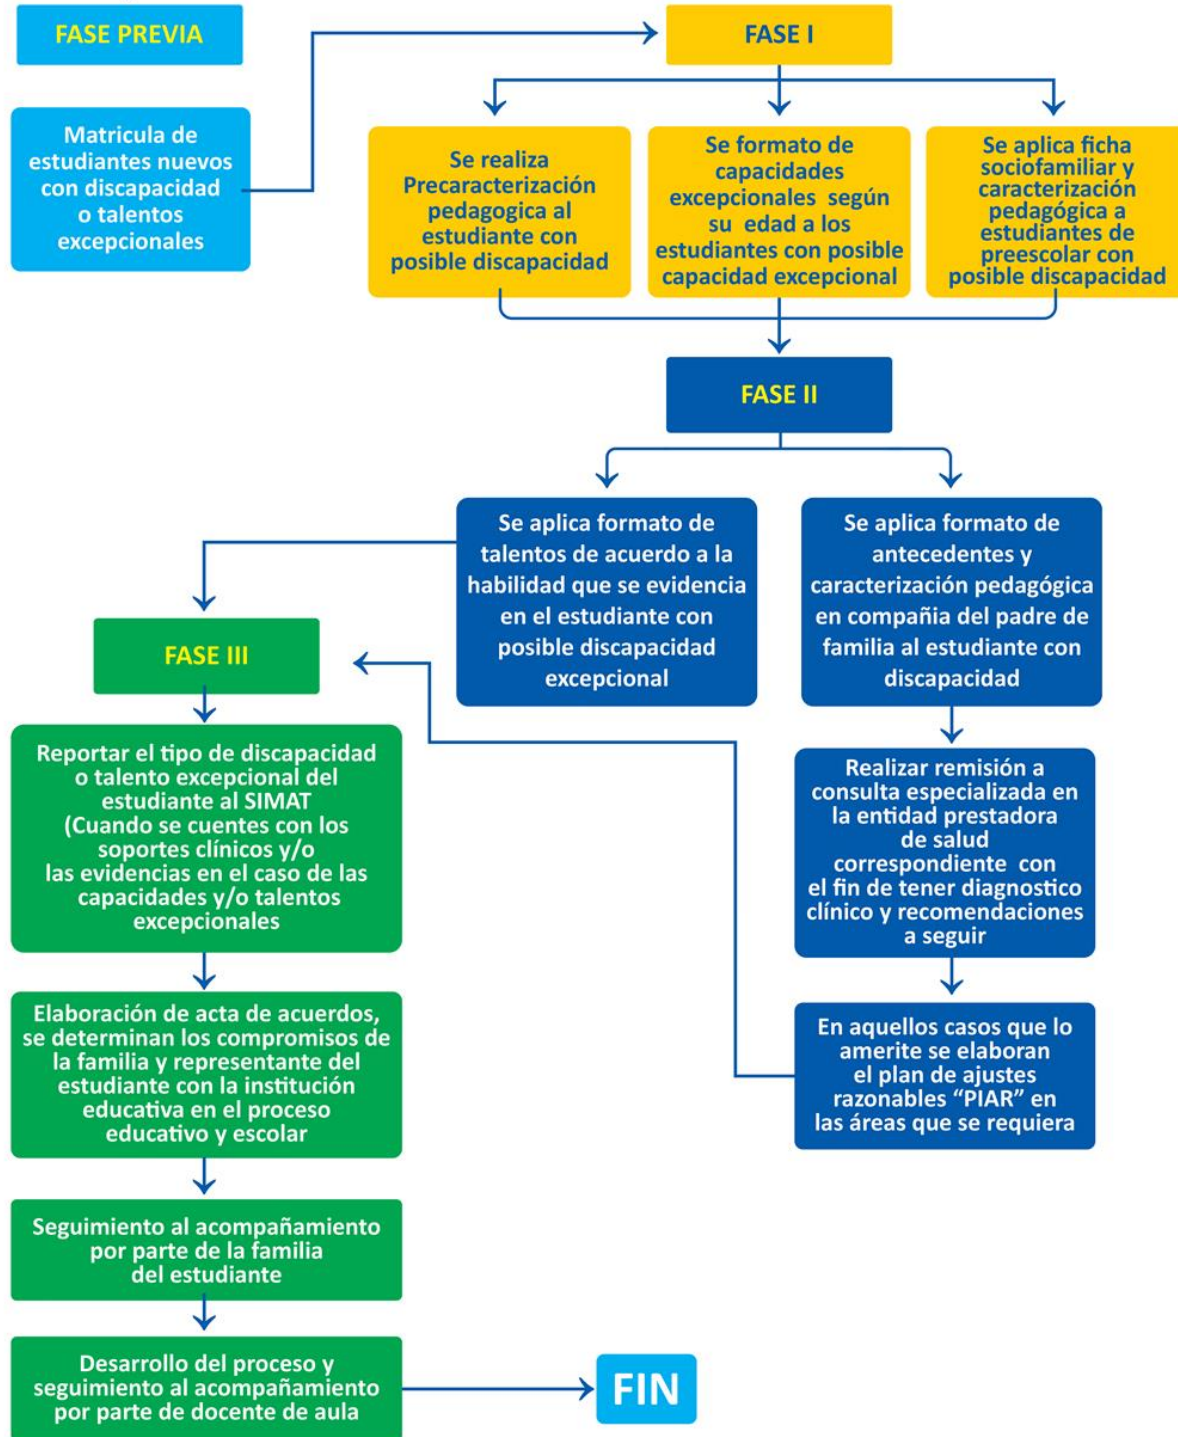 FASE PREVIA
Matricula de
estudiantes nuevos
con discapacidad
o talentos
excepcionales
FASE I
Se realiza
Precaracterización
pedagogica al
estudiante con
posible discapacidad
Se formato de
capacidades
excepcionales según
su edad a los
estudiantes con posible
capacidad excepcional
Se aplica ficha
sociofamiliar y
caracterización
pedagógica a
estudiantes de
preescolar con
posible discapacidad
FASE II
Se aplica formato de
talentos de acuerdo a la
habilidad que se evidencia
en el estudiante con
posible discapacidad
excepcional
Se aplica formato de
antecedentes y
caracterización pedagógica
en compañia del padre de
familia al estudiante con
discapacidad
Realizar remisión a
consulta especializada en
la entidad prestadora
de salud
correspondiente con
el fin de tener diagnostico
clínico y recomendaciones
a seguir
En aquellos casos que lo
amerite se elaboran
el plan de ajustes
razonables “PIAR” en
las áreas que se requiera
FASE III
Reportar el tipo de discapacidad
o talento excepcional del
estudiante al SIMAT
(Cuando se cuentes con los
soportes clínicos y/o
las evidencias en el caso de las
capacidades y/o talentos
excepcionales
Elaboración de acta de acuerdos,
se determinan los compromisos de
la familia y representante del
estudiante con la institución
educativa en el proceso
educativo y escolar
Seguimiento al acompañamiento
por parte de la familia
del estudiante
Desarrollo del proceso y
seguimiento al acompañamiento
por parte de docente de aula
FIN